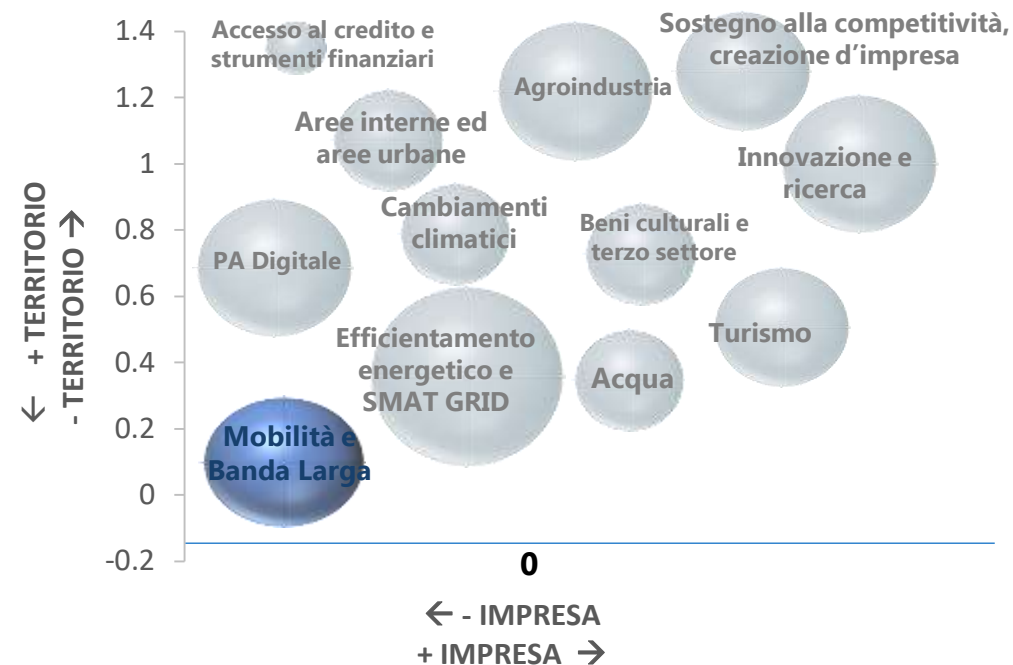 1.4
1.2
1
0.8
0.6
0.4
0.2
0
-0.2
← + TERRITORIO
- TERRITORIO →
Accesso al credito e
strumenti finanziari
Sostegno alla competitività,
creazione d'impresa
Agroindustria
Aree interne ed
aree urbane
Innovazione e
ricerca
Cambiamenti
climatici
Beni culturali e
terzo settore
PA Digitale
Efficientamento
energetico e
SMAT GRID
Turismo
Acqua
Mobilità e
Banda Larga
0
← - IMPRESA
+ IMPRESA →